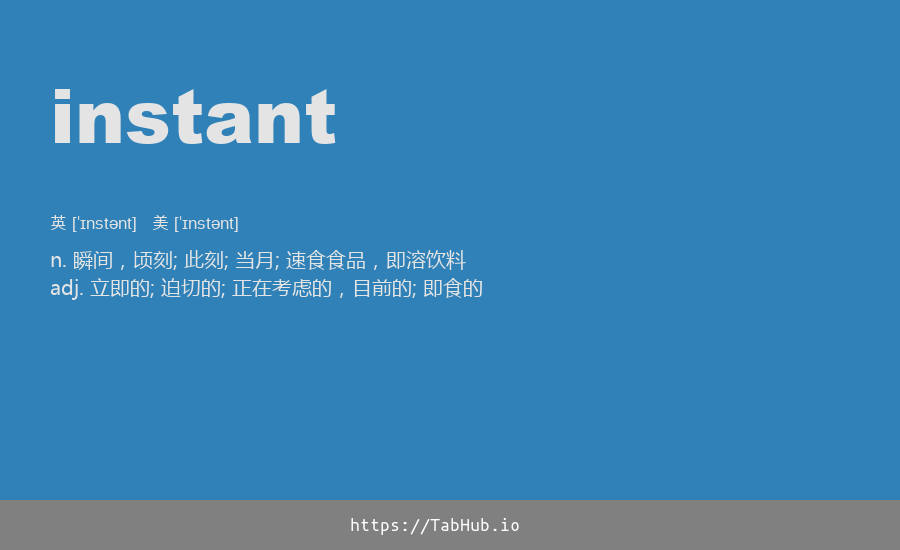 instant
英 [ˈɪnstənt] 美 [ˈɪnstənt]
n. 瞬间，顷刻; 此刻; 当月; 速食食品，即溶饮料
adj. 立即的; 迫切的; 正在考虑的，目前的; 即食的
https://TabHub.io